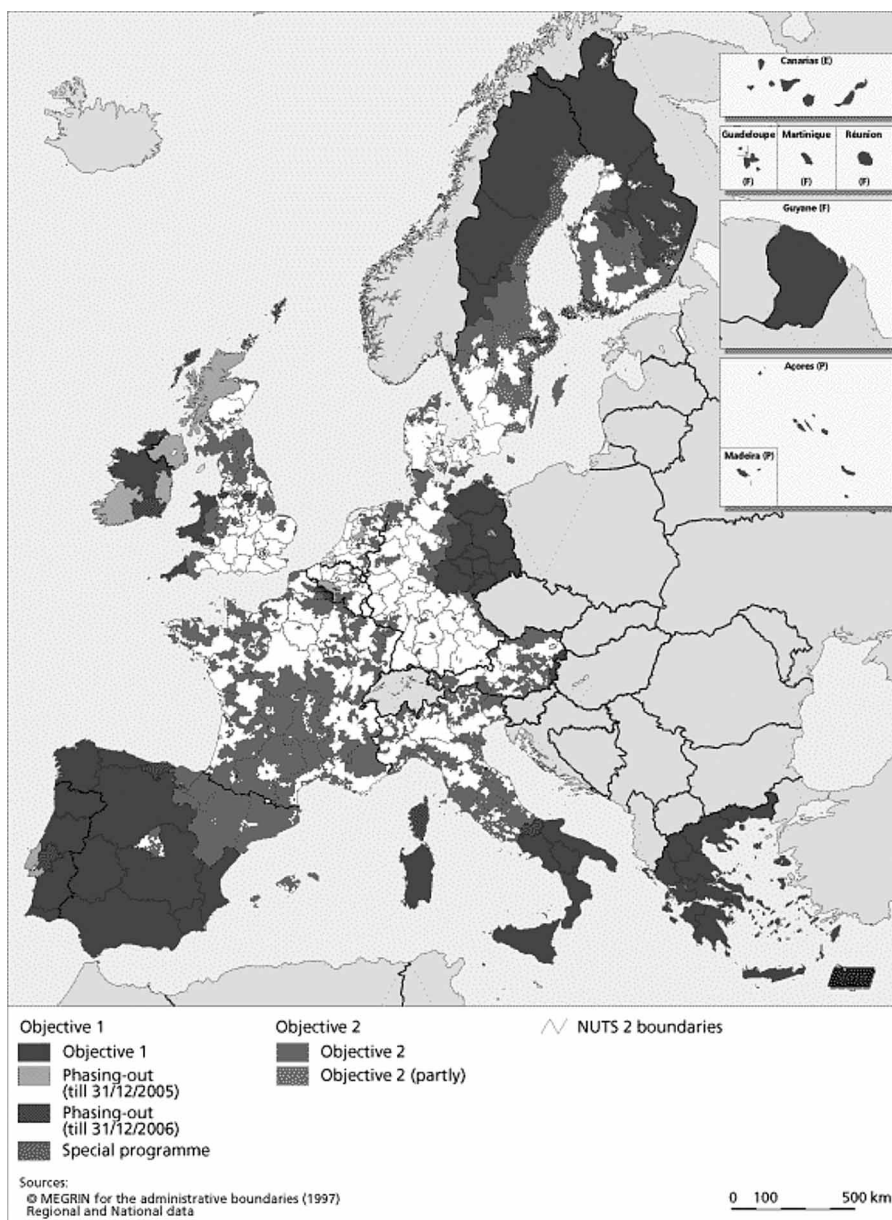 Canarias (E)
Guadeloupe Martinique Réunion
(F) (F) (F)
Guyane (F)
Açores (P)
Madeira (P)
Objective 1
Objective 1
Phasing-out
(till 31/12/2005)
Phasing-out
(till 31/12/2006)
Special programme
Objective 2
Objective 2
Objective 2 (partly)
NUTS 2 boundaries
Sources:
© MEGRIN for the administrative boundaries (1997)
Regional and National data
0 100 500 km